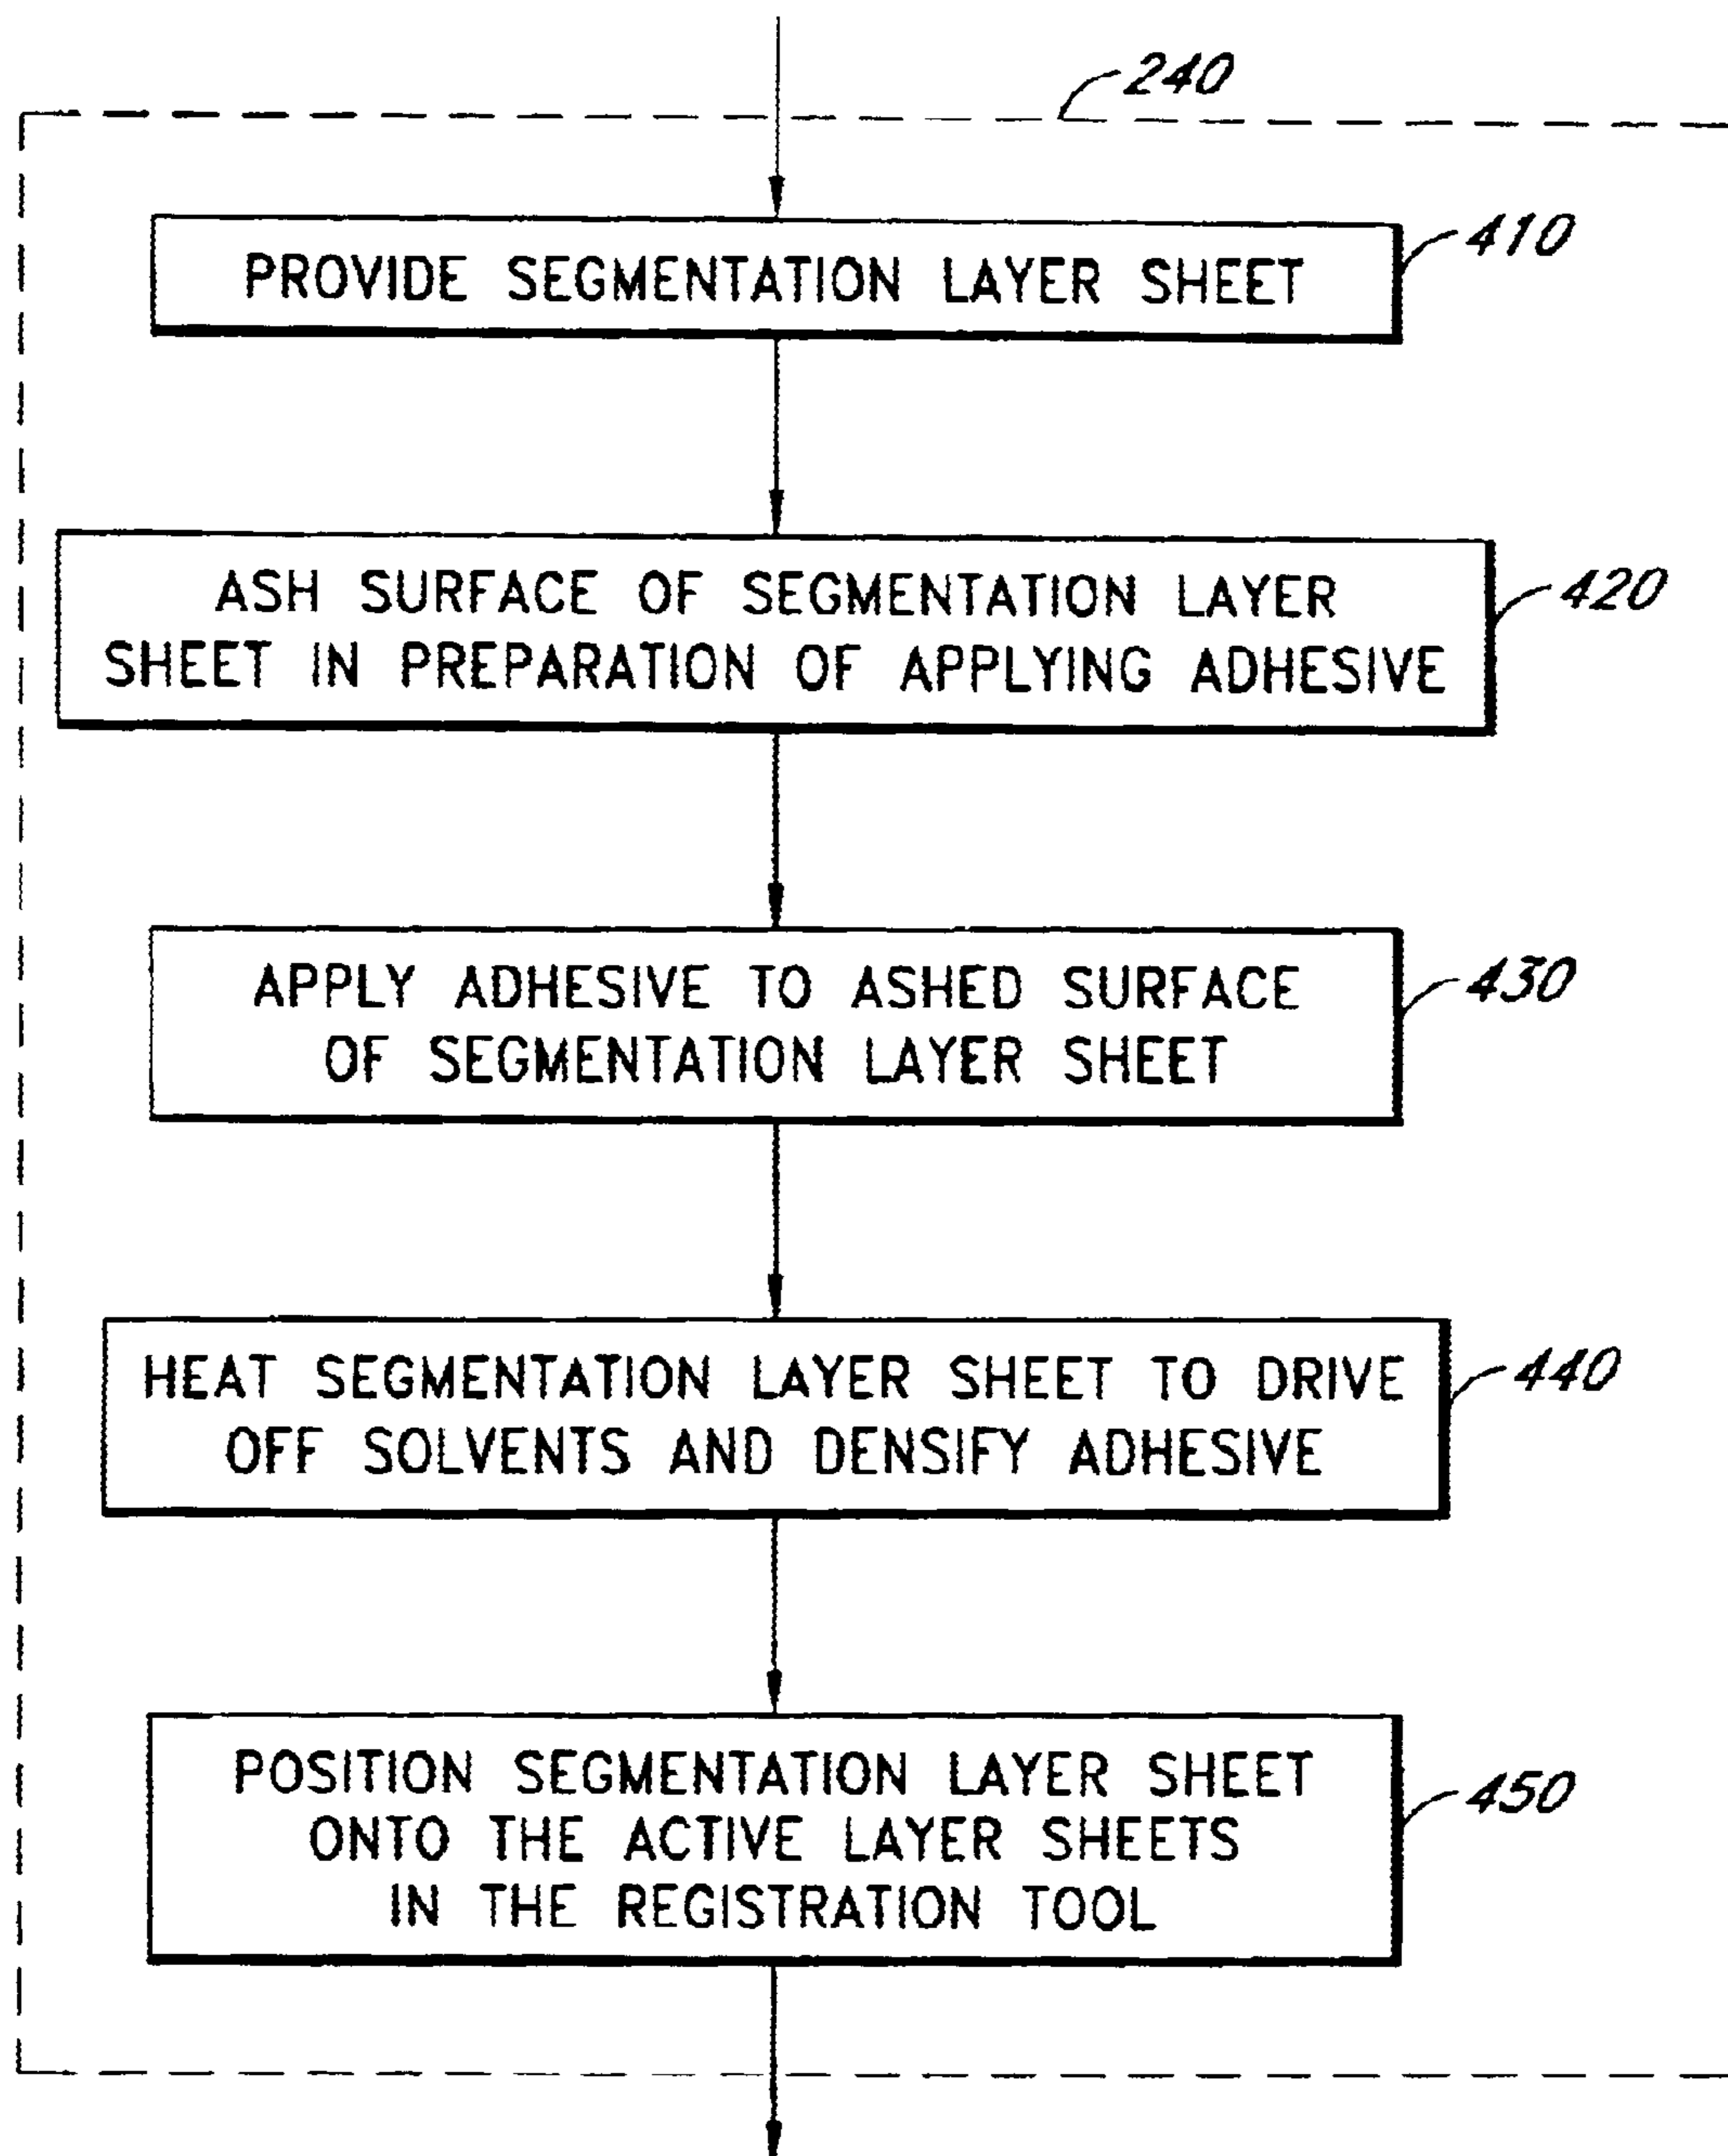 240
PROVIDE SEGMENTATION LAYER SHEET
410
ASH SURFACE OF SEGMENTATION LAYER
SHEET IN PREPARATION OF APPLYING ADHESIVE
420
APPLY ADHESIVE TO ASHED SURFACE
OF SEGMENTATION LAYER SHEET
430
HEAT SEGMENTATION LAYER SHEET TO DRIVE
OFF SOLVENTS AND DENSIFY ADHESIVE
440
POSITION SEGMENTATION LAYER SHEET
ONTO THE ACTIVE LAYER SHEETS
IN THE REGISTRATION TOOL
450